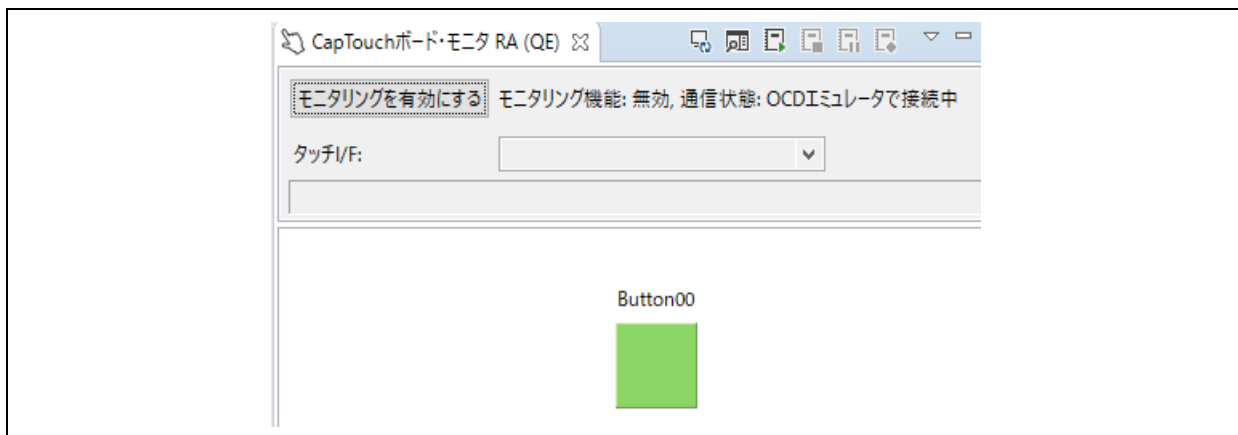 CapTouchボード・モニタ RA (QE)
モニタリングを有効にする モニタリング機能: 無効, 通信状態: OCDエミュレータで接続中
タッチI/F:
Button00